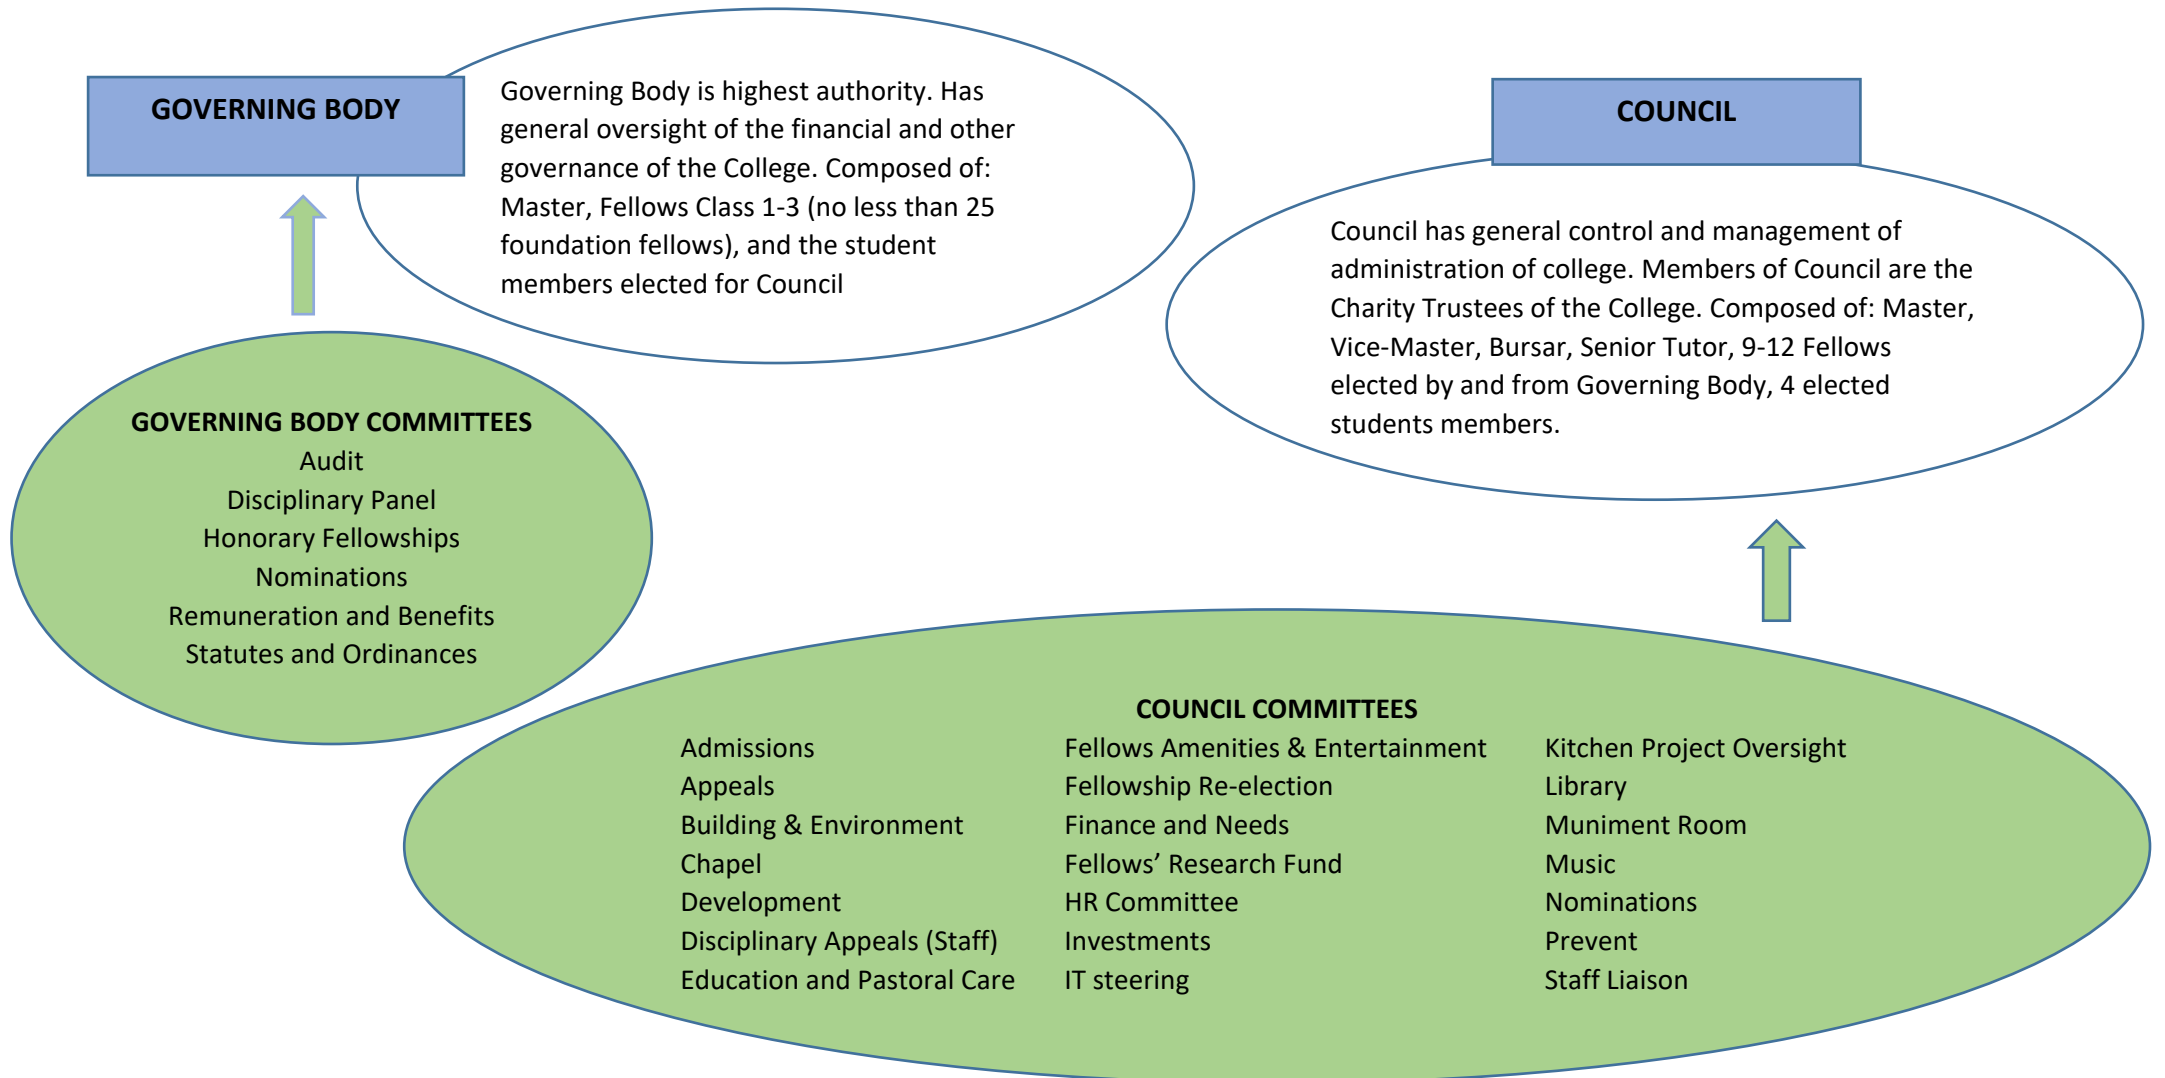 GOVERNING BODY
Governing Body is highest authority. Has
general oversight of the financial and other
governance of the College. Composed of:
Master, Fellows Class 1-3 (no less than 25
foundation fellows), and the student
members elected for Council
COUNCIL
Council has general control and management of
administration of college. Members of Council are the
Charity Trustees of the College. Composed of: Master,
Vice-Master, Bursar, Senior Tutor, 9-12 Fellows
elected by and from Governing Body, 4 elected
students members.
GOVERNING BODY COMMITTEES
Audit
Disciplinary Panel
Honorary Fellowships
Nominations
Remuneration and Benefits
Statutes and Ordinances
COUNCIL COMMITTEES
Admissions
Appeals
Building & Environment
Chapel
Development
Disciplinary Appeals (Staff)
Education and Pastoral Care
Fellows Amenities & Entertainment
Fellowship Re-election
Finance and Needs
Fellows’ Research Fund
HR Committee
Investments
IT steering
Kitchen Project Oversight
Library
Muniment Room
Music
Nominations
Prevent
Staff Liaison